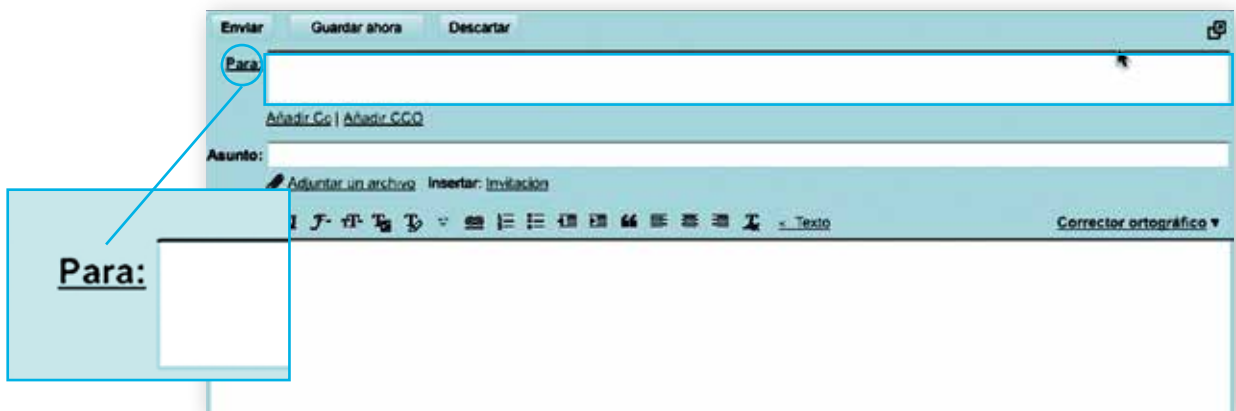 Enviar Guardar ahora Descartar
Para:
Añadir Cc | Añadir CCO
Asunto:
Adjuntar un archivo Insertar: Invitación
« Texto Corrector ortográfico ▼
Para: